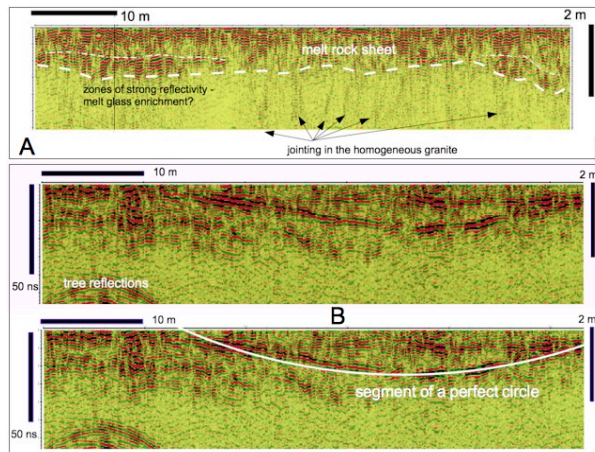 10 m
2 m
melt rock sheet
zones of strong reflectivity -
melt glass enrichment?
A
jointing in the homogeneous granite
10 m
2 m
50 ns
tree reflections
B
10 m
2 m
segment of a perfect circle
50 ns